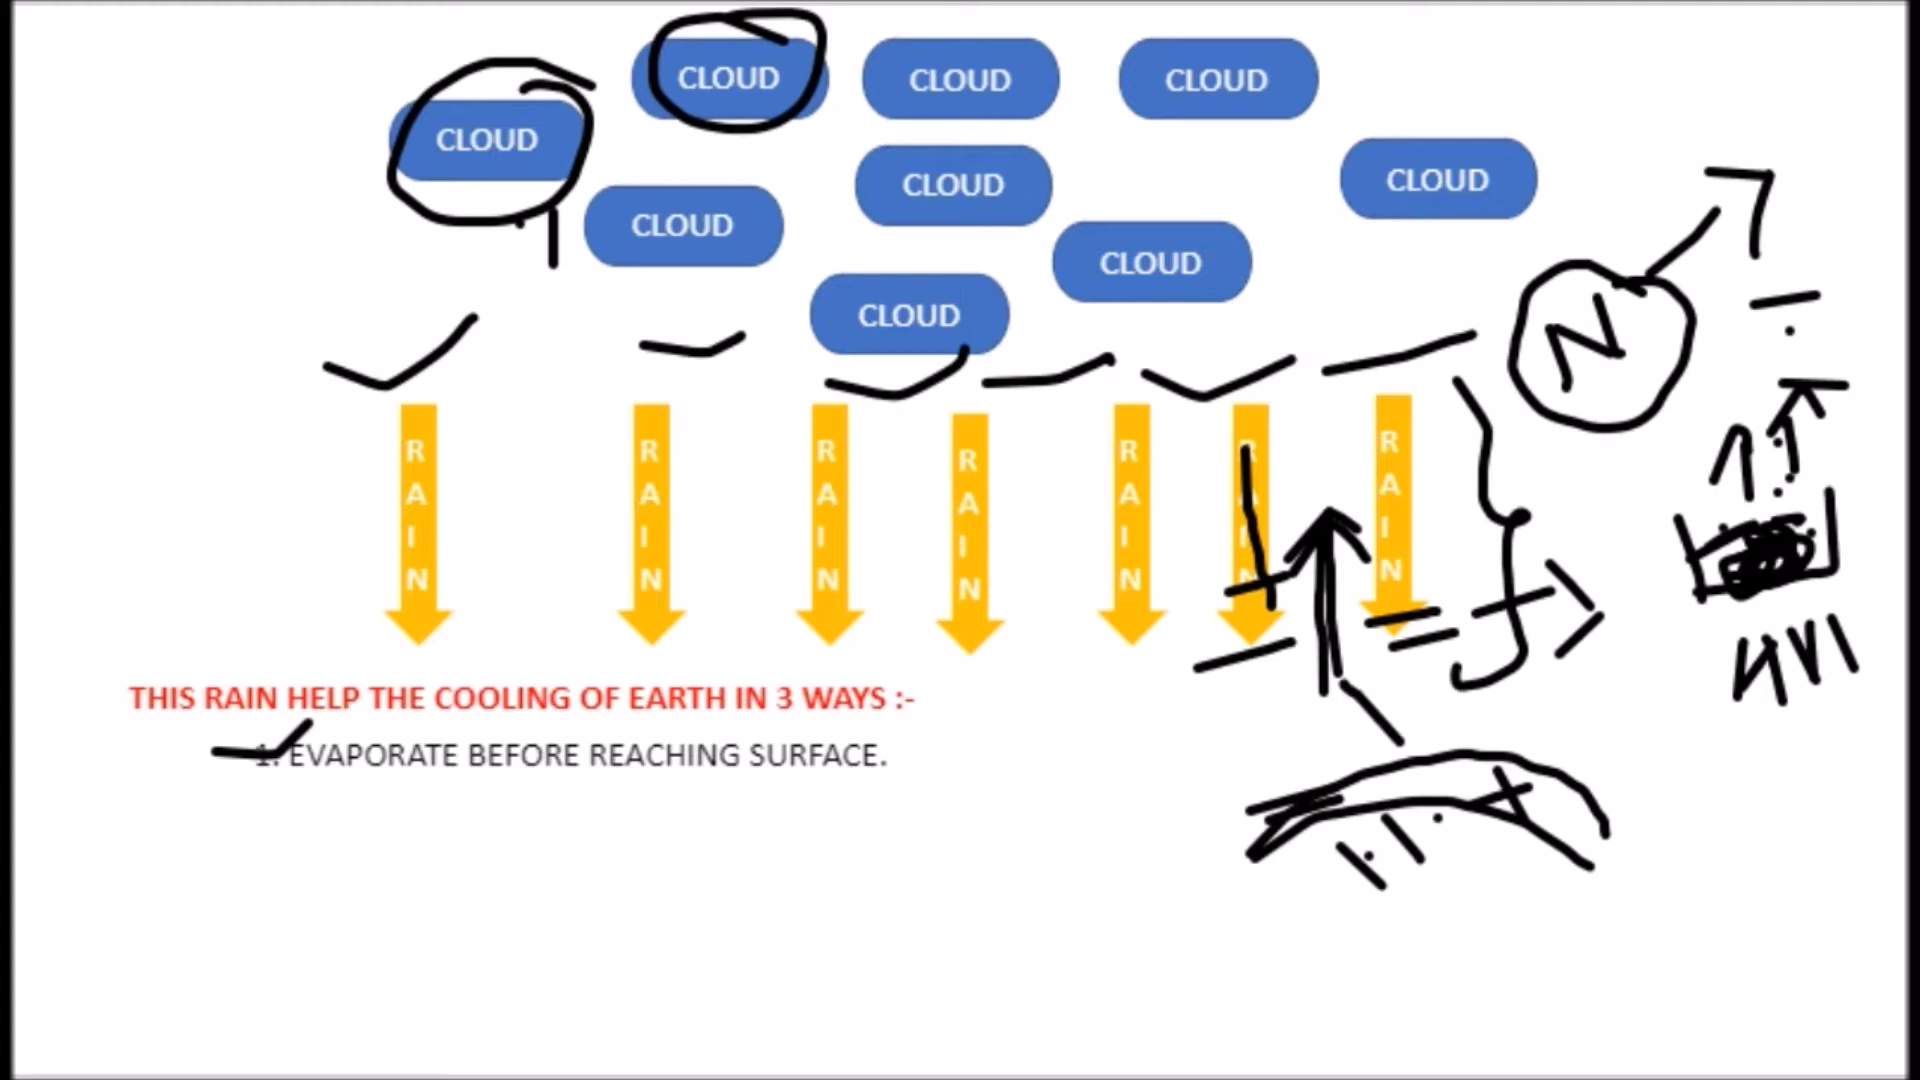 CLOUD CLOUD CLOUD
CLOUD
CLOUD CLOUD
CLOUD
CLOUD
CLOUD
N
RAIN RAIN RAIN RAIN RAIN RAIN RAIN
THIS RAIN HELP THE COOLING OF EARTH IN 3 WAYS :-
1. EVAPORATE BEFORE REACHING SURFACE.